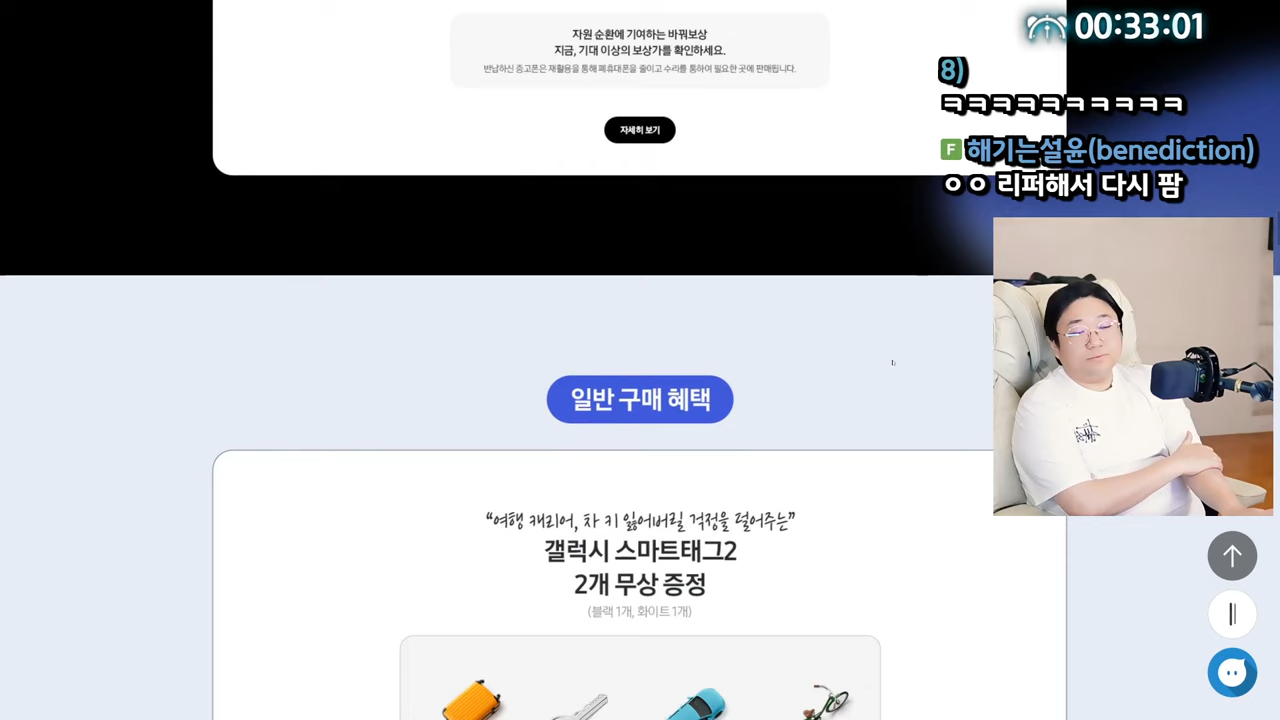 자원 순환에 기여하는 바꿔보상
지금, 기대 이상의 보상가를 확인하세요.
반납하신 중고폰은 재활용을 통해 폐휴대폰을 줄이고 수리를 통하여 필요한 곳에 판매됩니다.
자세히 보기
00:33:01
8)
ㅋㅋㅋㅋㅋㅋㅋㅋㅋㅋ
F 해기는설윤(benediction)
ㅇㅇ 리퍼해서 다시 팜
일반 구매 혜택
“여행 캐리어, 차 키 잃어버릴 걱정을 덜어주는”
갤럭시 스마트태그2
2개 무상 증정
(블랙 1개, 화이트 1개)